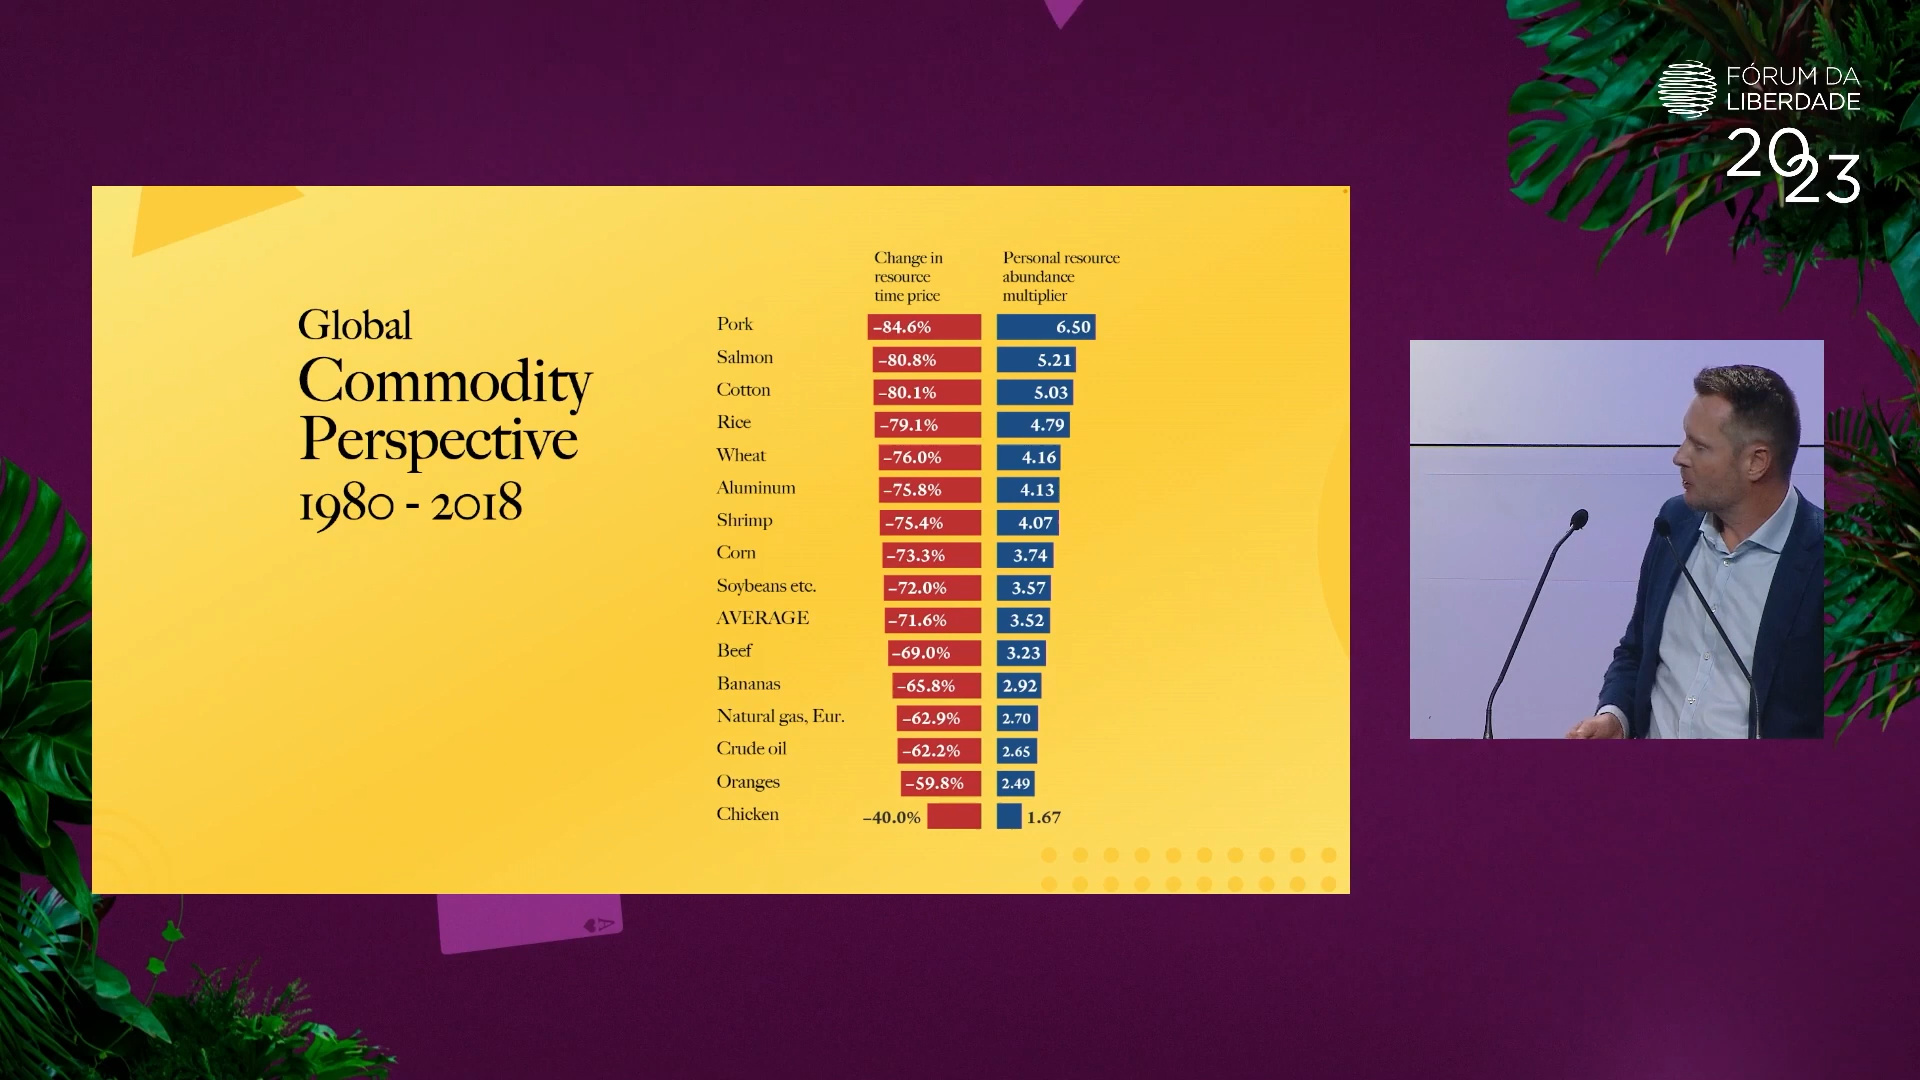 FÓRUM DA
LIBERDADE
2023
Global
Commodity
Perspective
1980 - 2018
Change in
resource
time price
Personal resource
abundance
multiplier
Pork –84.6% 6.50
Salmon –80.8% 5.21
Cotton –80.1% 5.03
Rice –79.1% 4.79
Wheat –76.0% 4.16
Aluminum –75.8% 4.13
Shrimp –75.4% 4.07
Corn –73.3% 3.74
Soybeans etc. –72.0% 3.57
AVERAGE –71.6% 3.52
Beef –69.0% 3.23
Bananas –65.8% 2.92
Natural gas, Eur. –62.9% 2.70
Crude oil –62.2% 2.65
Oranges –59.8% 2.49
Chicken –40.0% 1.67
A